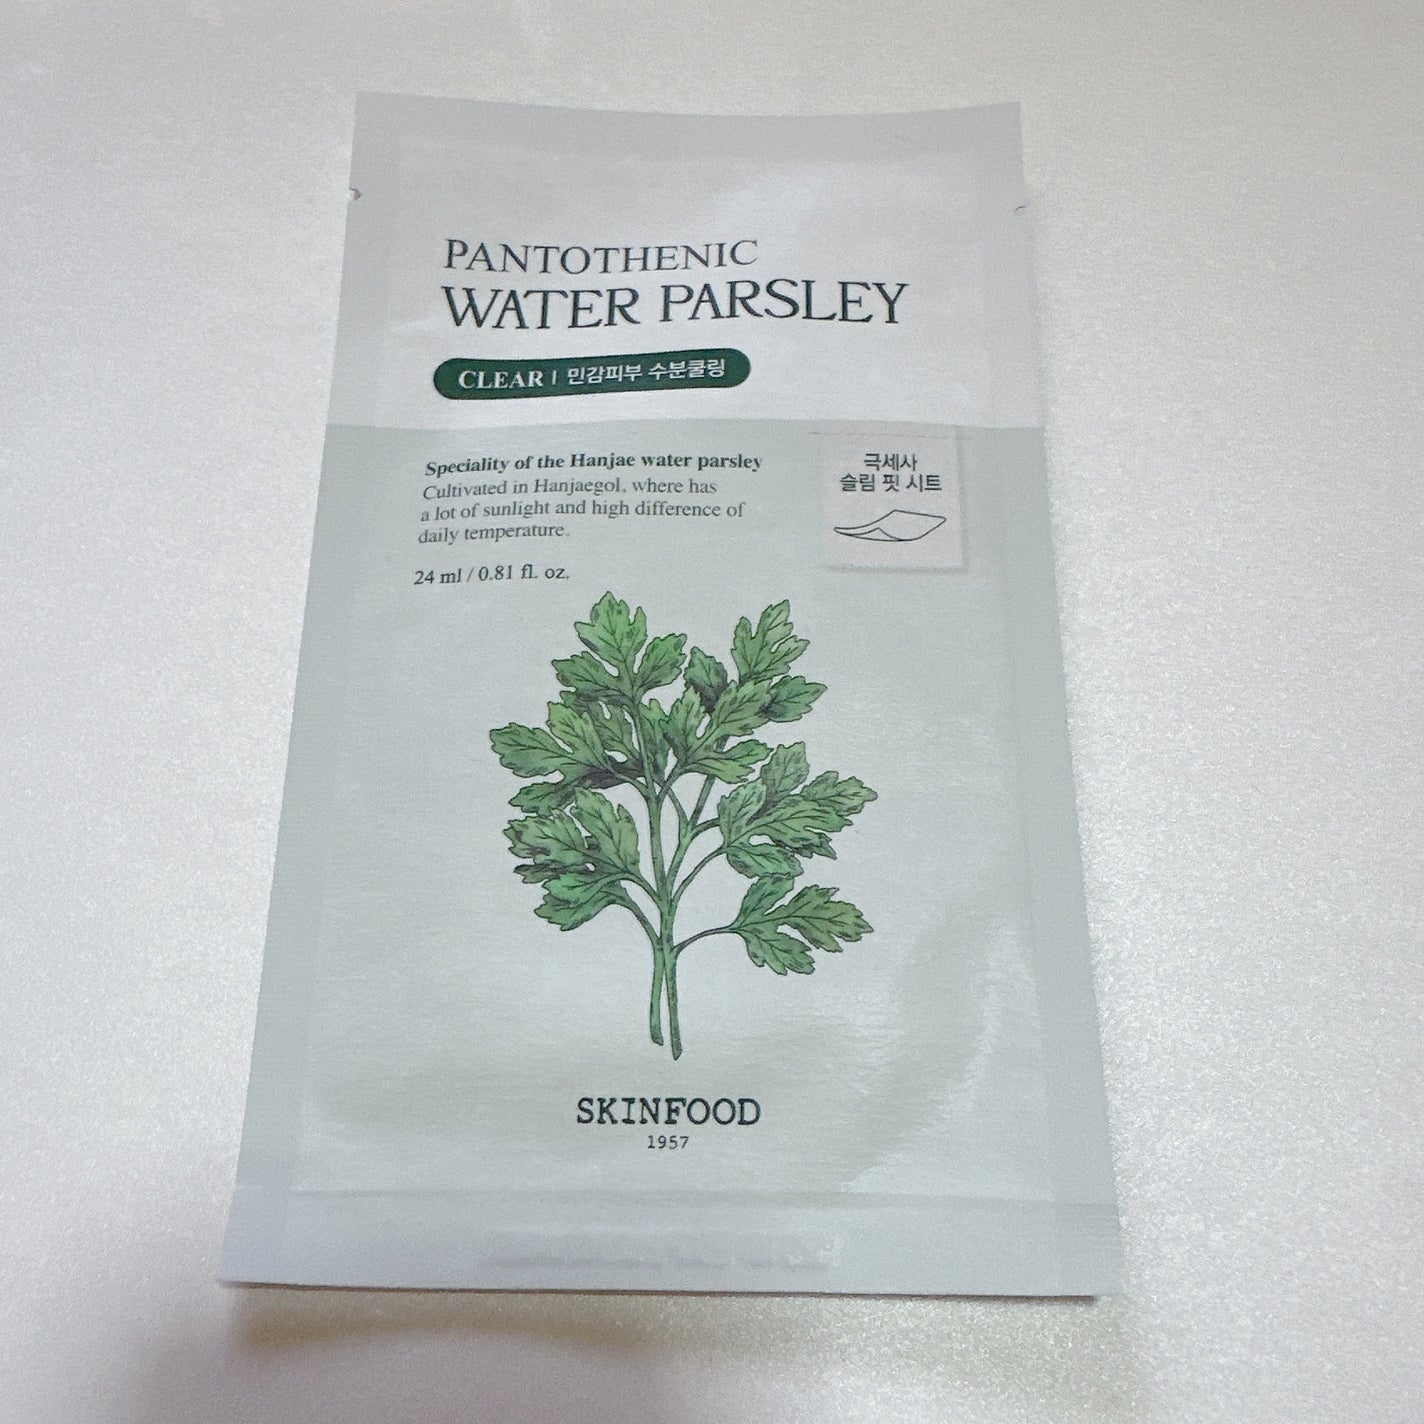 PANTOTHENIC
WATER PARSLEY
CLEAR | 민감피부 수분쿨링
Speciality of the Hanjae water parsley
Cultivated in Hanjaegol, where has
a lot of sunlight and high difference of
daily temperature.
24 ml / 0.81 fl. oz.
극세사
슬림 핏 시트
SKINFOOD
1957